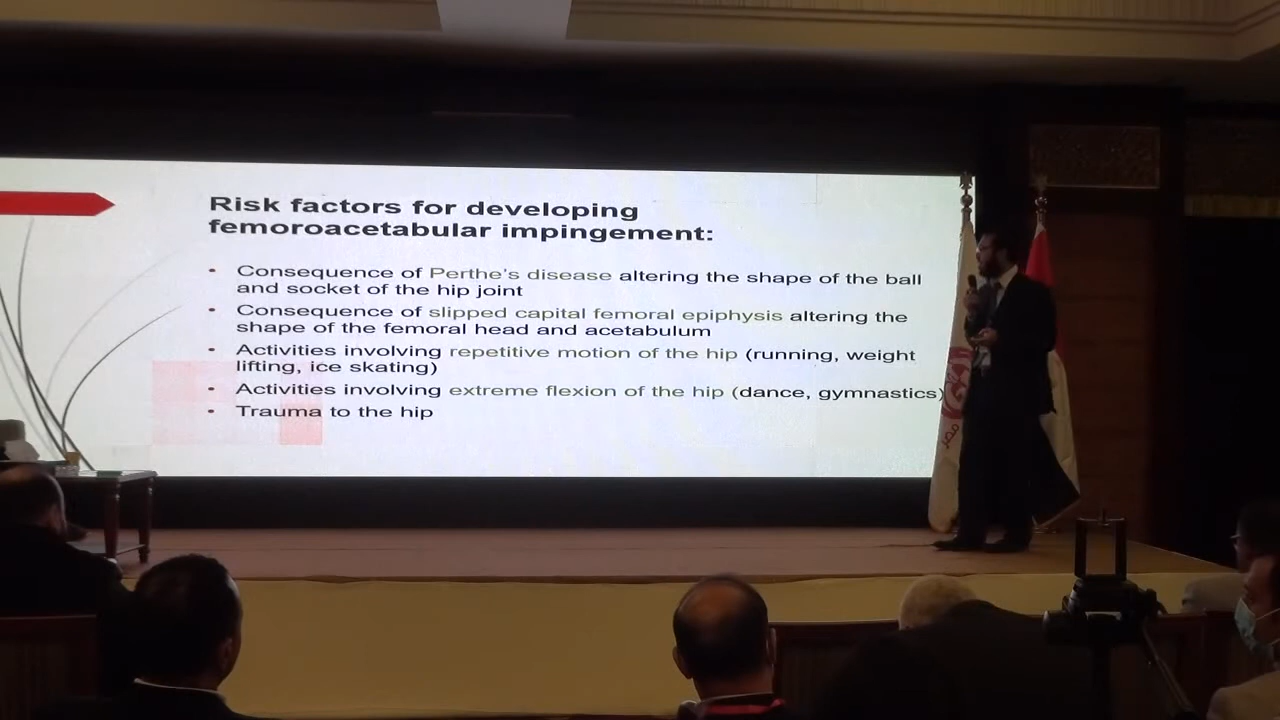 Risk factors for developing
femoroacetabular impingement:
• Consequence of Perthe's disease altering the shape of the ball
and socket of the hip joint
• Consequence of slipped capital femoral epiphysis altering the
shape of the femoral head and acetabulum
• Activities involving repetitive motion of the hip (running, weight
lifting, ice skating)
• Activities involving extreme flexion of the hip (dance, gymnastics)
• Trauma to the hip
مصر